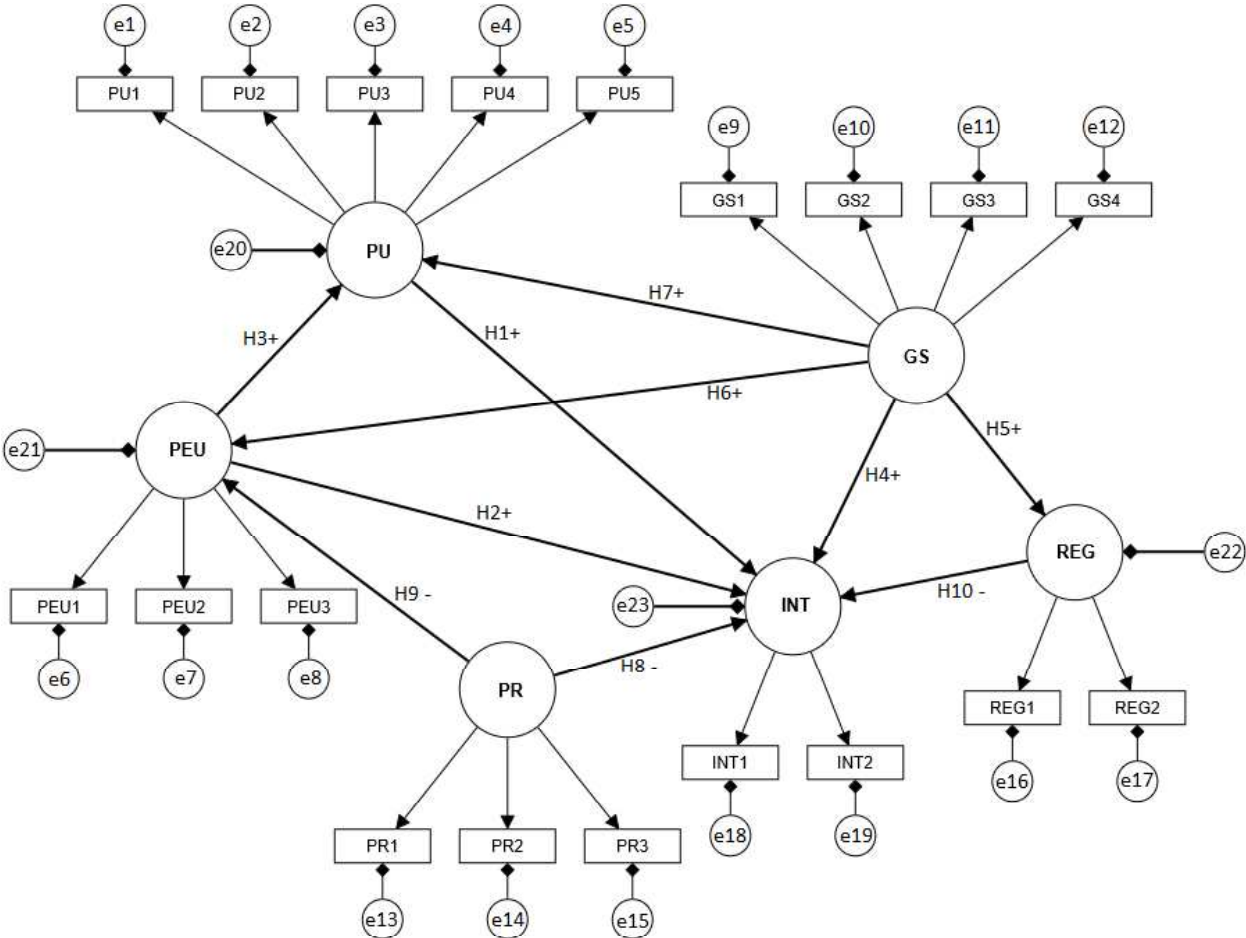 e1
e2
e3
e4
e5
PU1
PU2
PU3
PU4
PU5
e9
e10
e11
e12
GS1
GS2
GS3
GS4
e20
PU
H7+
H3+
H1+
GS
H6+
H5+
e21
PEU
H4+
H2+
REG
e22
PEU1
PEU2
PEU3
H9 -
e23
INT
H10 -
e6
e7
e8
PR
H8 -
REG1
REG2
INT1
INT2
e16
e17
PR1
PR2
PR3
e18
e19
e13
e14
e15